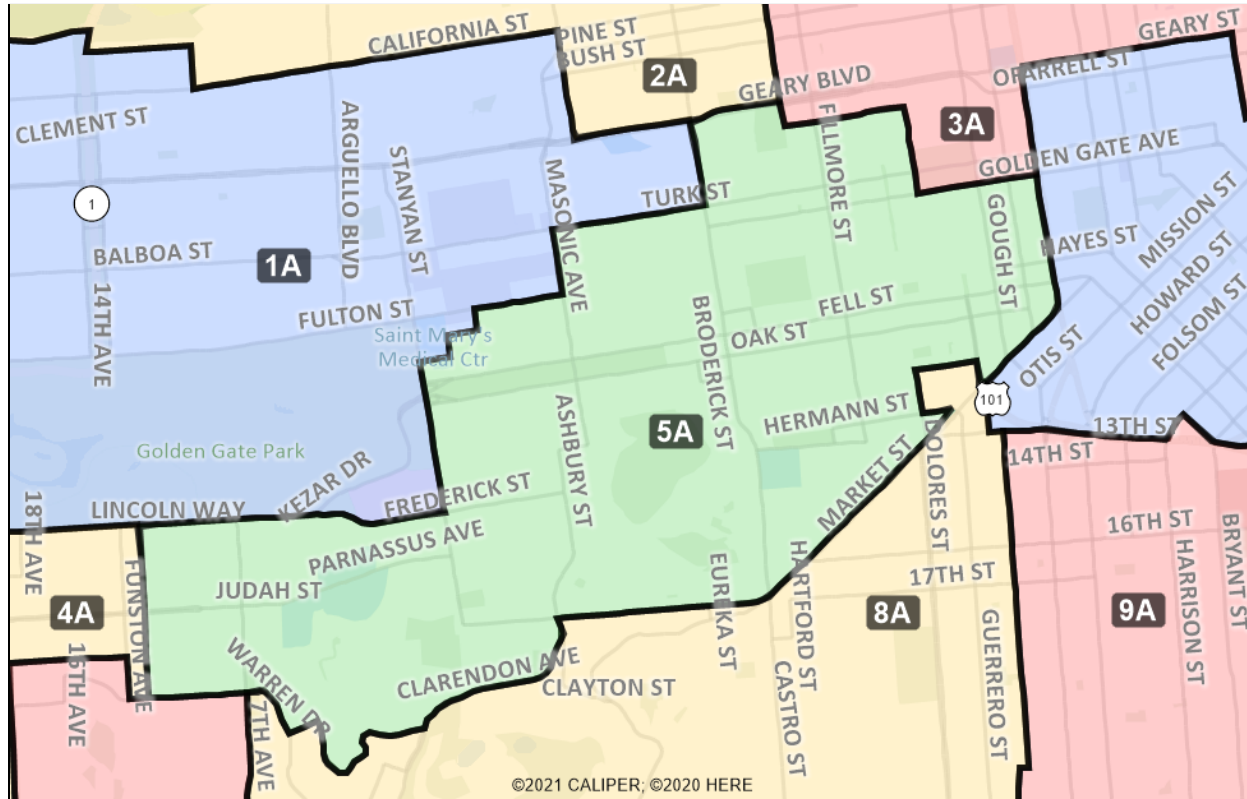 CALIFORNIA ST
PINE ST
BUSH ST
GEARY ST
2A
GEARY BLVD
OFARRELL ST
CLEMENT ST
ARGUELLO BLVD
STANYAN ST
MASONIC AVE
FILLMORE ST
3A
GOLDEN GATE AVE
1
TURK ST
GOUGH ST
HAYES ST
MISSION ST
BALBOA ST
1A
HOWARD ST
FOLSOM ST
14TH AVE
FULTON ST
Saint Mary's
Medical Ctr
BRODERICK ST
FELL ST
OAK ST
OTIS ST
101
ASHBURY ST
5A
HERMANN ST
DOLORES ST
13TH ST
14TH ST
Golden Gate Park
KEZAR DR
MARKET ST
18TH AVE
LINCOLN WAY
FREDERICK ST
16TH ST
BRYANT ST
PARNASSUS AVE
HARTFORD ST
HARRISON ST
FUNSTON AVE
JUDAH ST
EUREKA ST
17TH ST
4A
8A
9A
GUERRERO ST
16TH AVE
WARREN DR
CLARENDON AVE
CLAYTON ST
CASTRO ST
7TH AVE
©2021 CALIPER; ©2020 HERE